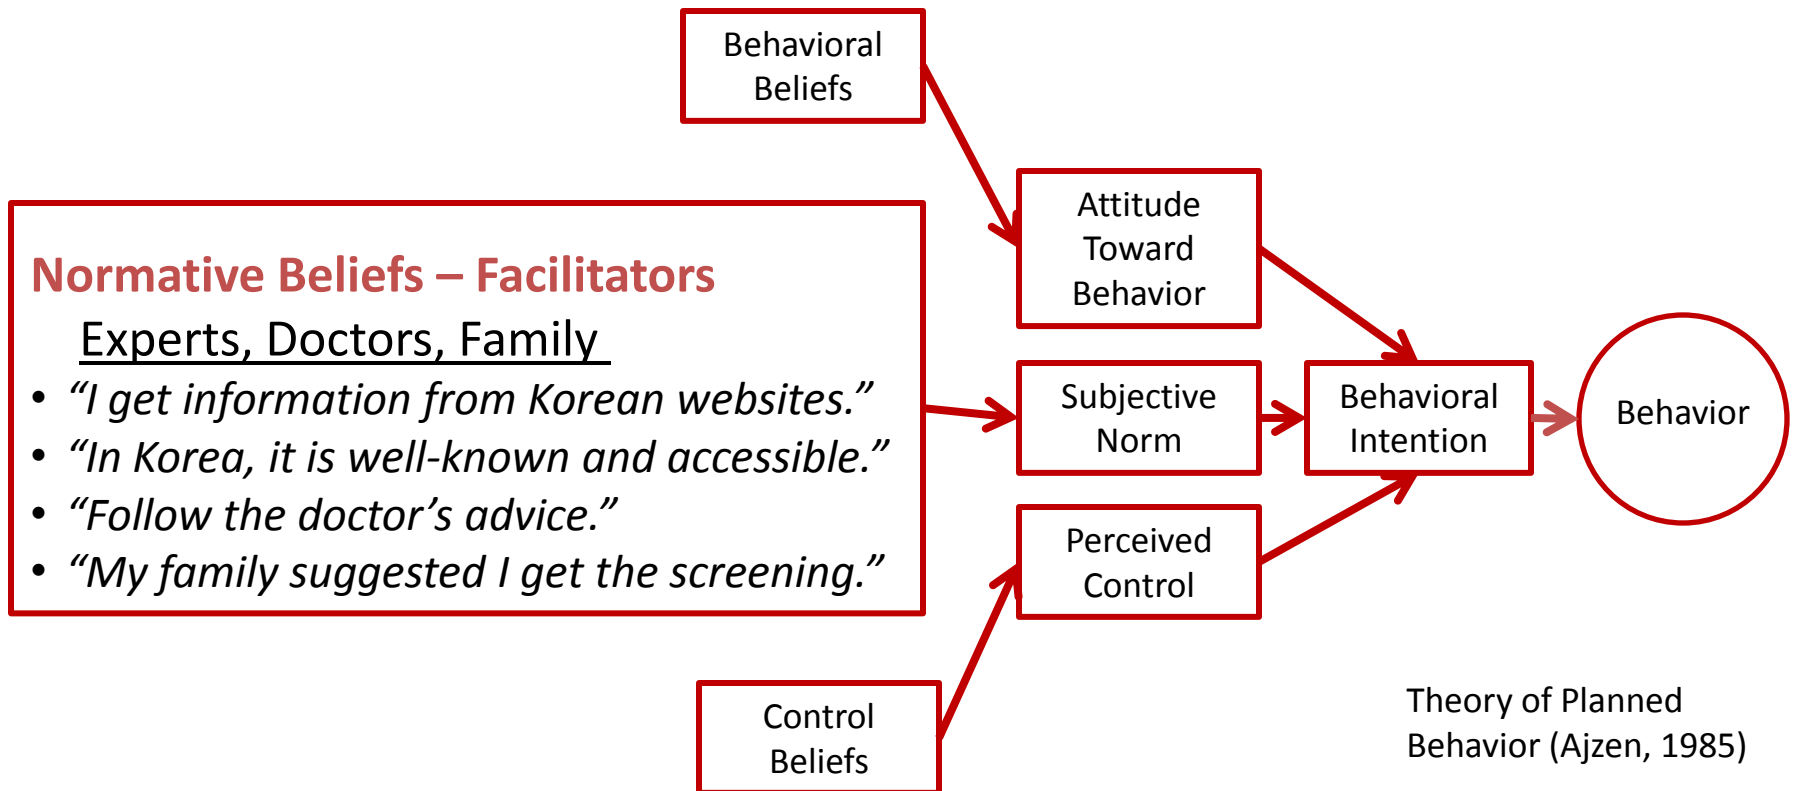 Behavioral
Beliefs
Attitude
Toward
Behavior
Normative Beliefs – Facilitators
Experts, Doctors, Family
• “I get information from Korean websites.”
• “In Korea, it is well-known and accessible.”
• “Follow the doctor’s advice.”
• “My family suggested I get the screening.”
Subjective
Norm
Behavioral
Intention
Behavior
Perceived
Control
Control
Beliefs
Theory of Planned
Behavior (Ajzen, 1985)